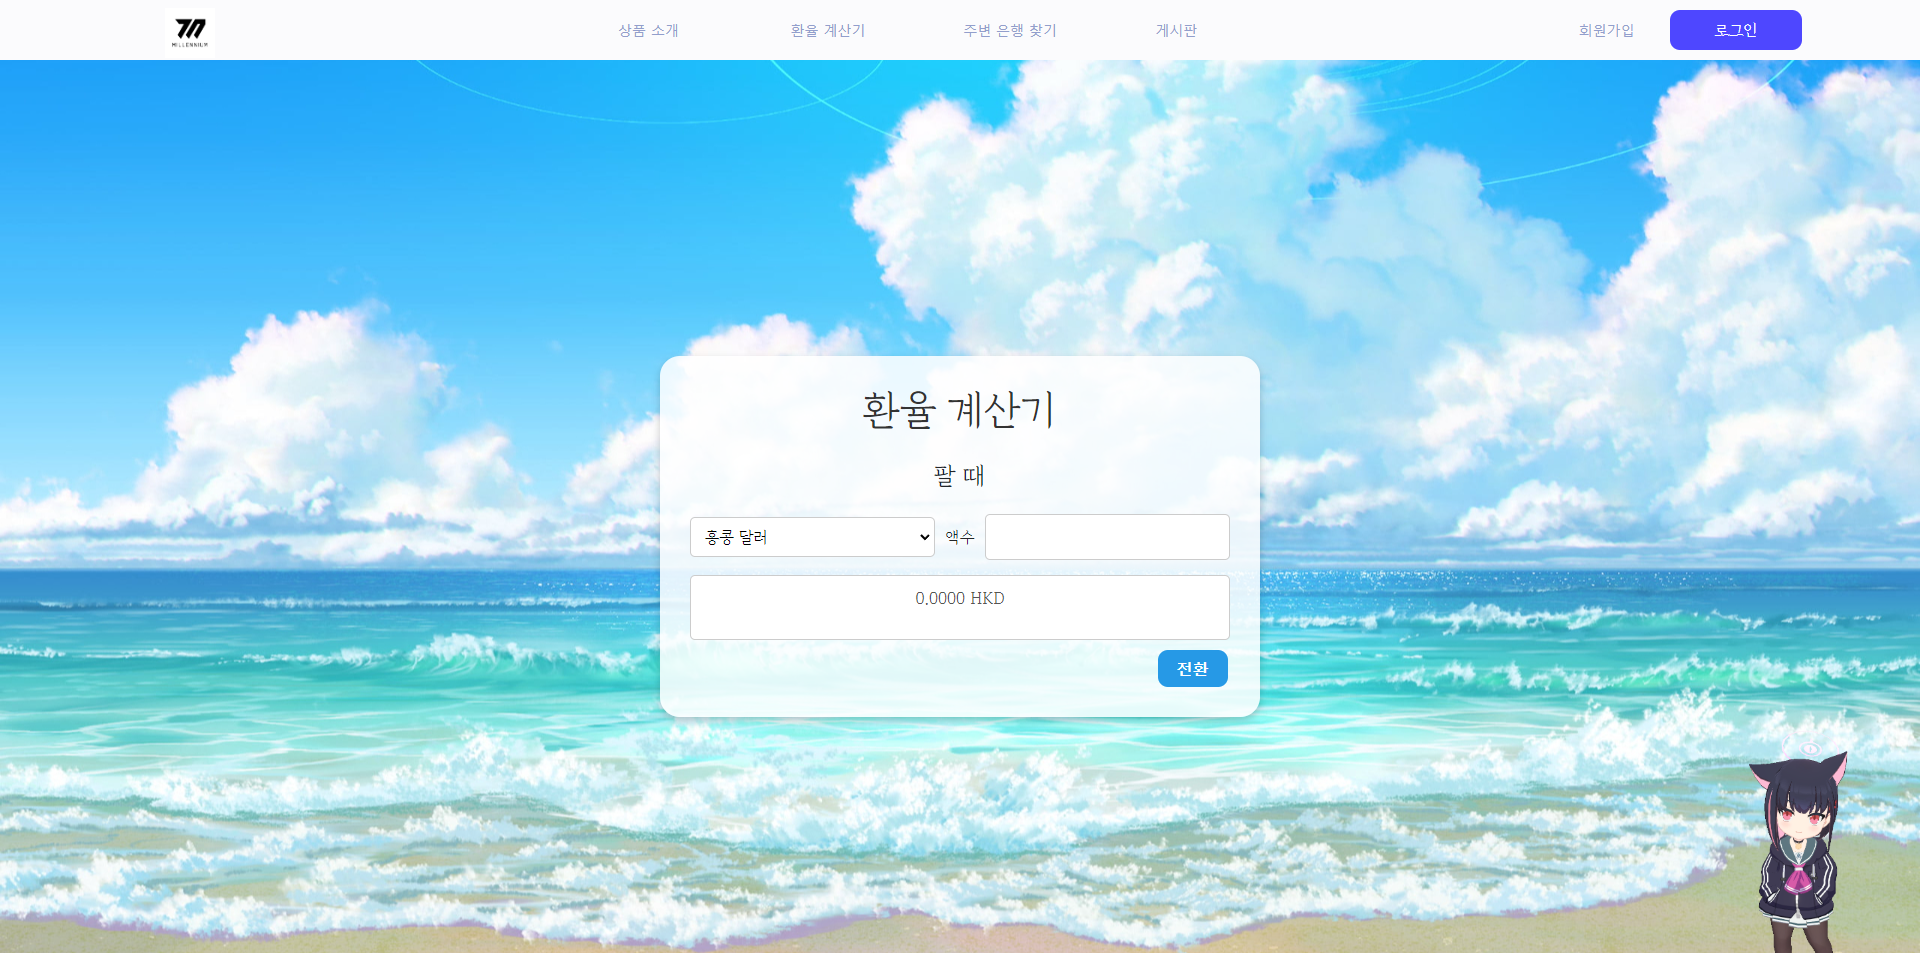 MILLENNIUM
상품 소개
환율 계산기
주변 은행 찾기
게시판
회원가입
로그인
환율 계산기
팔 때
홍콩 달러
액수
0.0000 HKD
전환